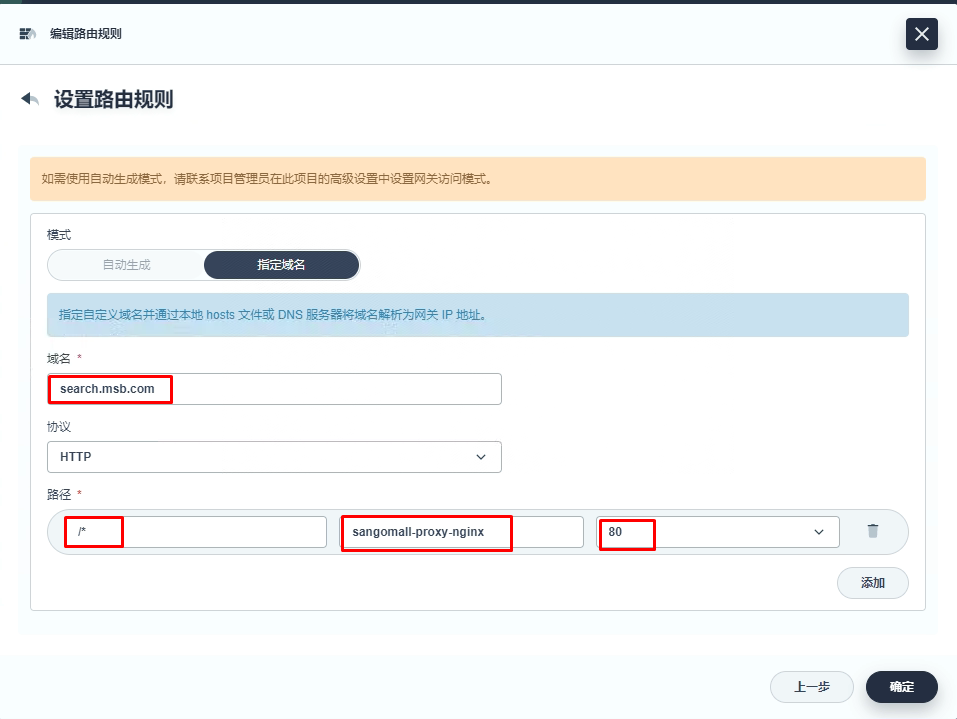 编辑路由规则
设置路由规则
如需使用自动生成模式，请联系项目管理员在此项目的高级设置中设置网关访问模式。
模式
自动生成
指定域名
指定自定义域名并通过本地 hosts 文件或 DNS 服务器将域名解析为网关 IP 地址。
域名 *
search.msb.com
协议
HTTP
路径 *
/*
sangomall-proxy-nginx
80
添加
上一步
确定